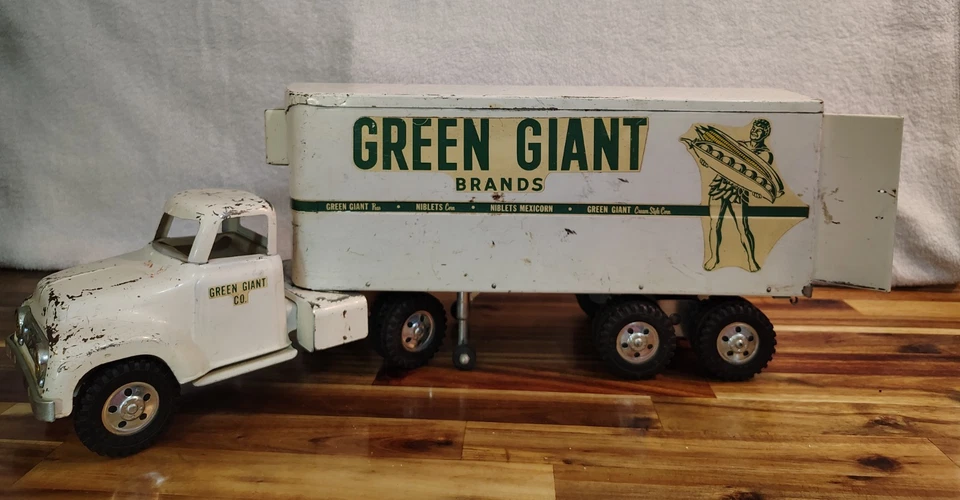 GREEN GIANT
BRANDS
GREEN GIANT Peas • NIBLETS Corn • NIBLETS MEXICORN • GREEN GIANT Cream Style Corn
GREEN GIANT
CO.